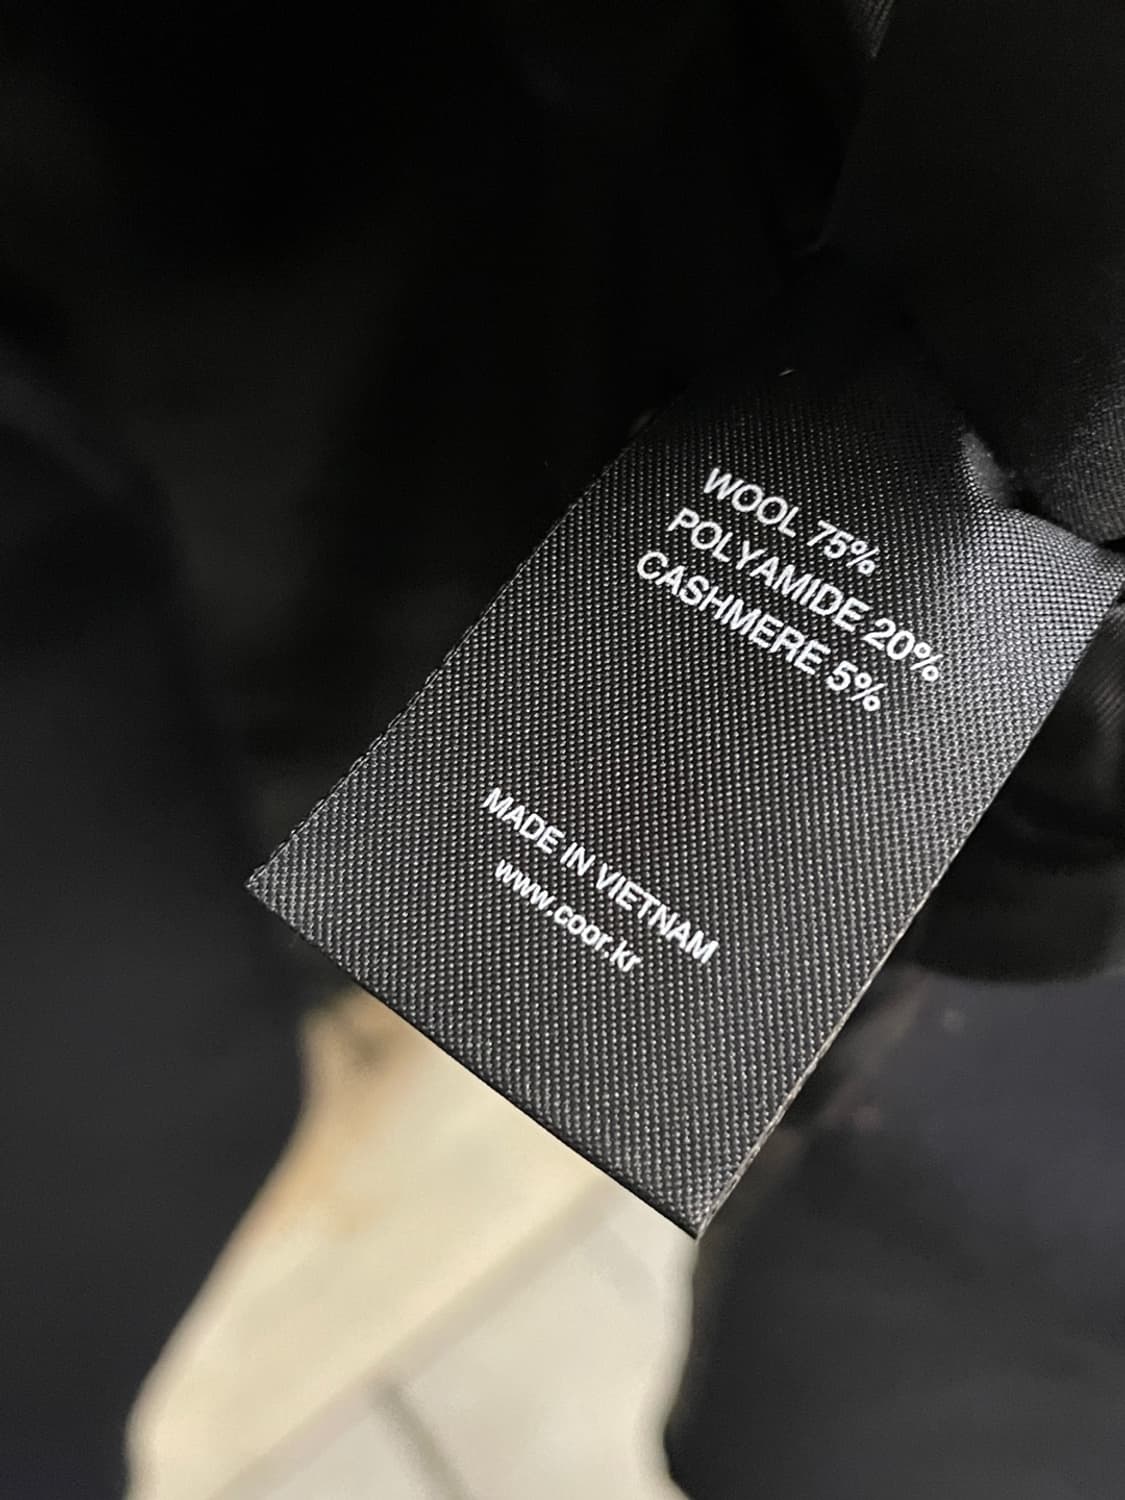 WOOL 75%
POLYAMIDE 20%
CASHMERE 5%
MADE IN VIETNAM
www.coor.kr